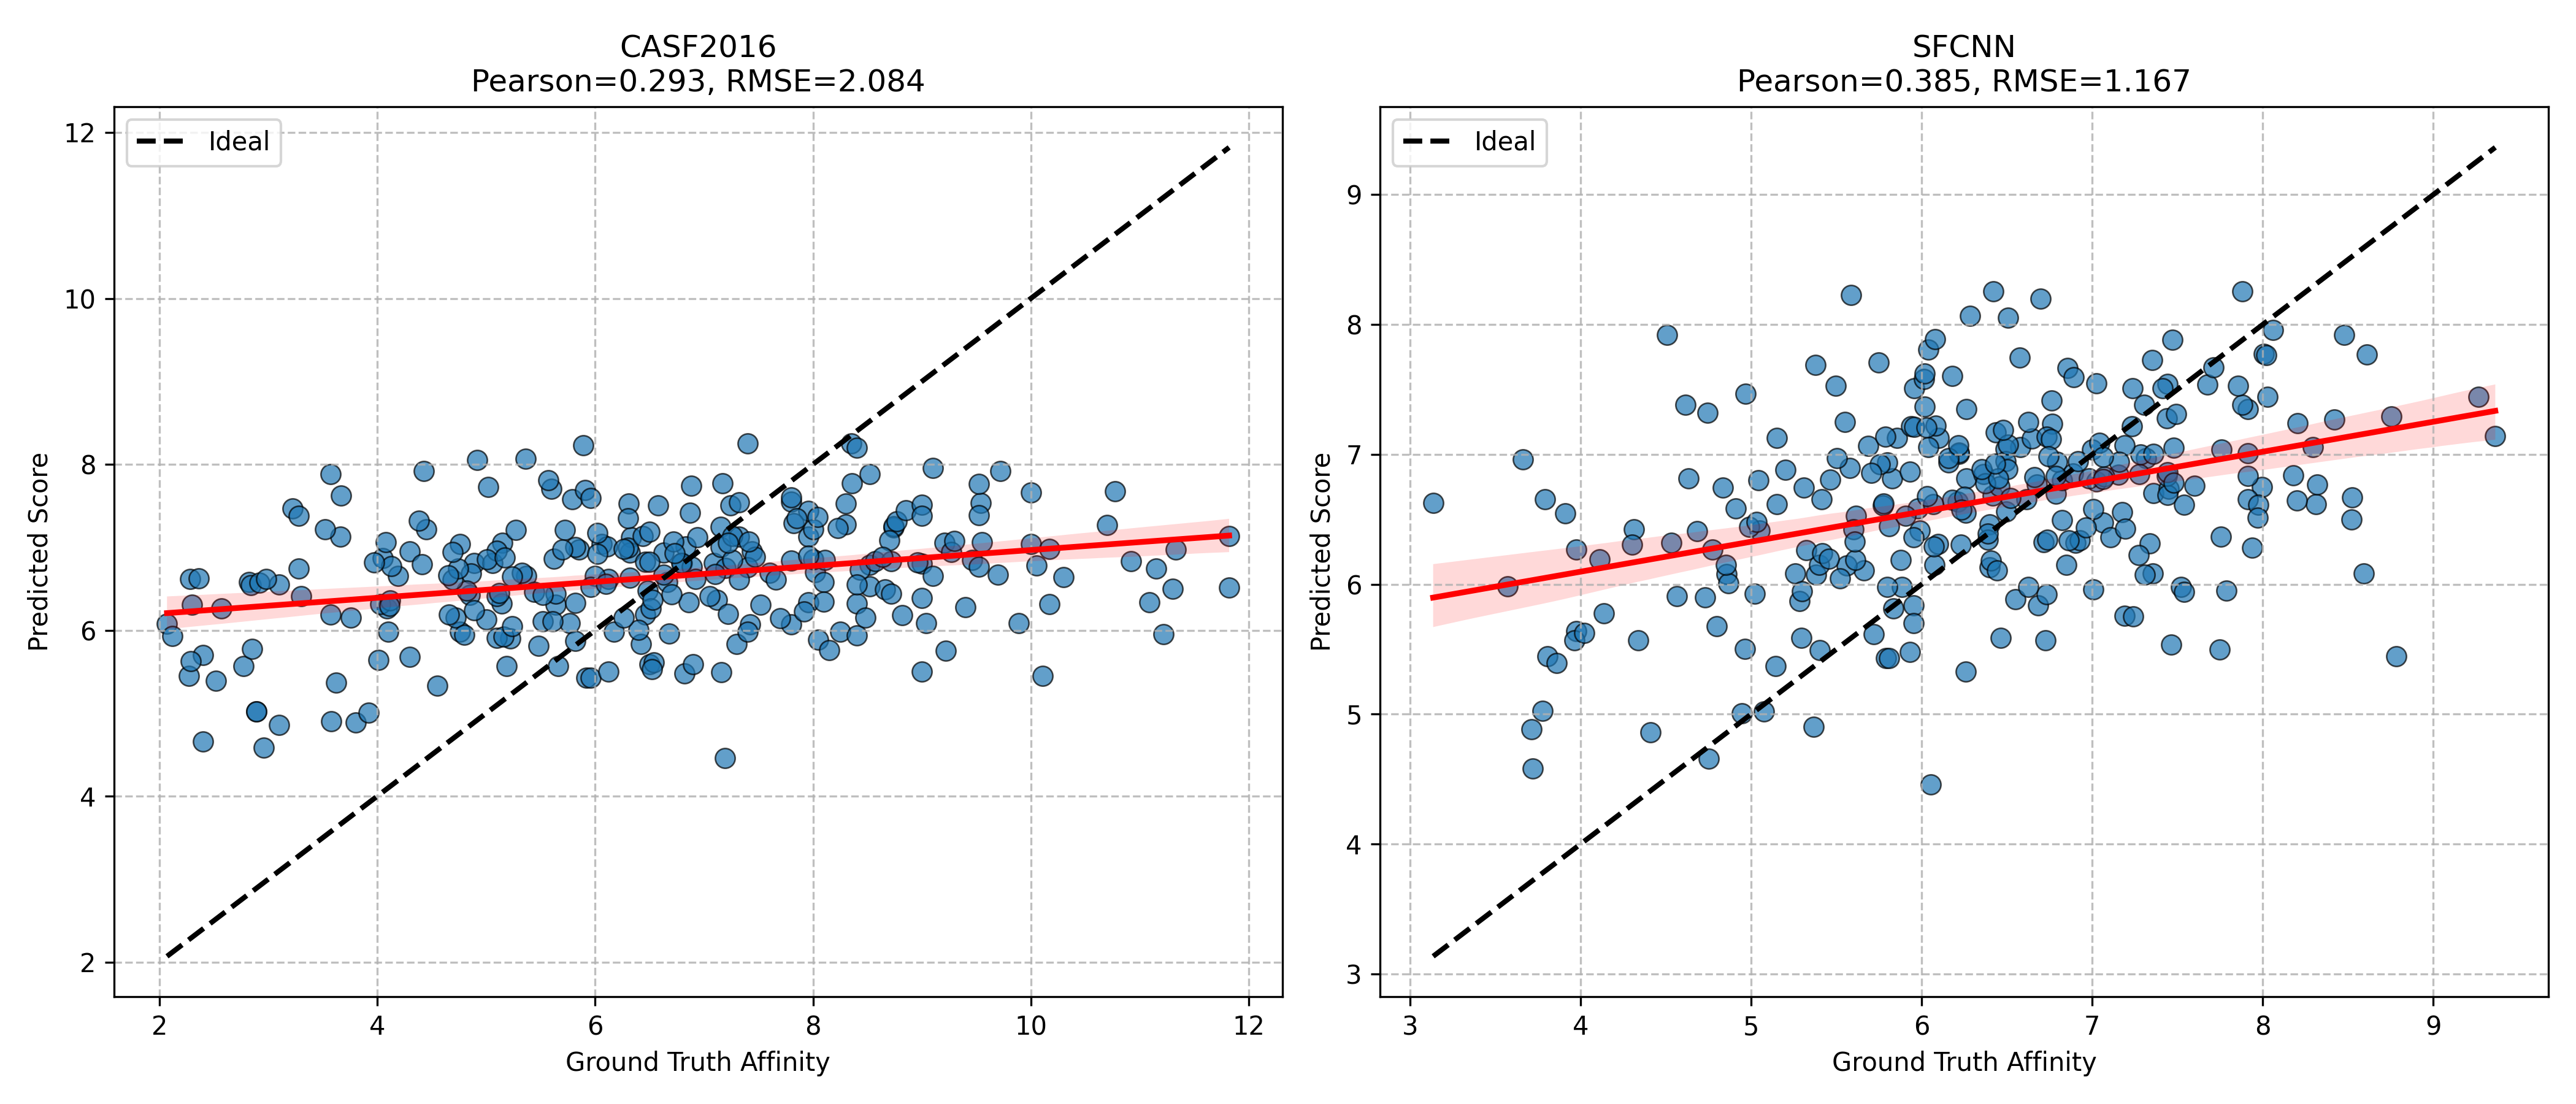 CASF2016
Pearson=0.293, RMSE=2.084
Ideal
12
10
8
6
4
2
Predicted Score
2
4
6
8
10
12
Ground Truth Affinity
SFCNN
Pearson=0.385, RMSE=1.167
Ideal
9
8
7
6
5
4
3
Predicted Score
3
4
5
6
7
8
9
Ground Truth Affinity